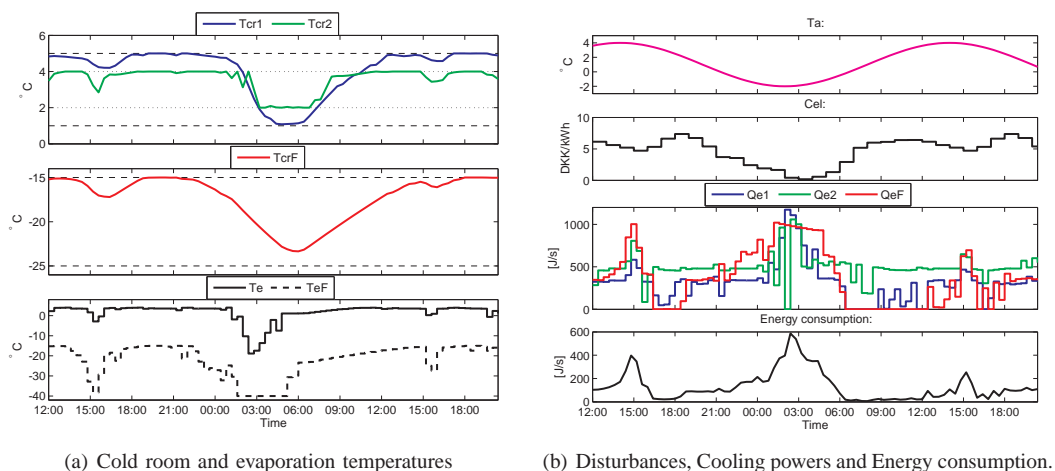 Tcr1 Tcr2
6
4
2
0
° C
TcrF
-15
-20
-25
° C
Te TeF
0
-10
-20
-30
-40
° C
12:00 15:00 18:00 21:00 00:00 03:00 06:00 09:00 12:00 15:00 18:00
Time
(a) Cold room and evaporation temperatures
Ta:
4
2
0
-2
° C
Cel:
10
5
0
DKK/kWh
Qe1 Qe2 QeF
1000
500
0
[J/s]
Energy consumption:
600
400
200
0
[J/s]
12:00 15:00 18:00 21:00 00:00 03:00 06:00 09:00 12:00 15:00 18:00
Time
(b) Disturbances, Cooling powers and Energy consumption.